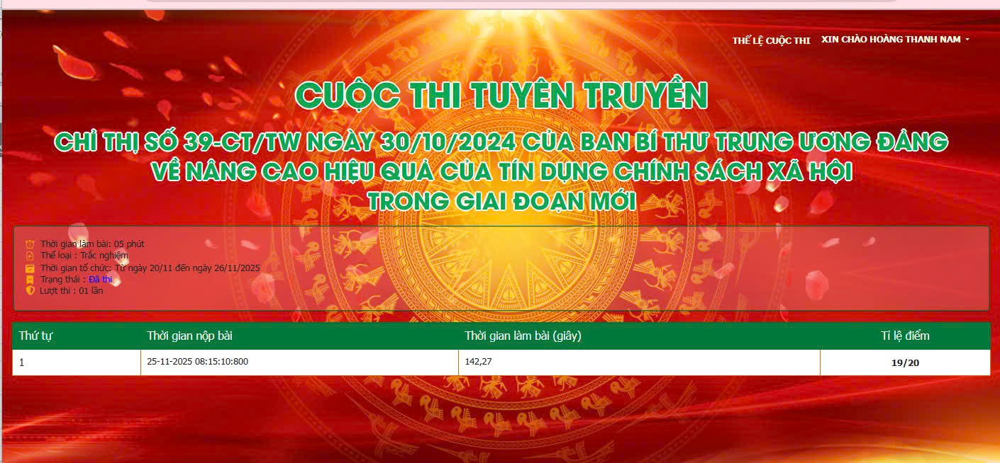 THỂ LỆ CUỘC THI XIN CHÀO HOÀNG THANH NAM
CUỘC THI TUYÊN TRUYỀN
CHỈ THỊ SỐ 39-CT/TW NGÀY 30/10/2024 CỦA BAN BÍ THƯ TRUNG ƯƠNG ĐẢNG
VỀ NÂNG CAO HIỆU QUẢ CỦA TÍN DỤNG CHÍNH SÁCH XÃ HỘI
TRONG GIAI ĐOẠN MỚI
Thời gian làm bài: 05 phút
Thể loại : Trắc nghiệm
Thời gian tổ chức: Từ ngày 20/11 đến ngày 26/11/2025
Trạng thái : Đã thi
Lượt thi : 01 lần
Thứ tự Thời gian nộp bài Thời gian làm bài (giây) Tỉ lệ điểm
1 25-11-2025 08:15:10:800 142,27 19/20